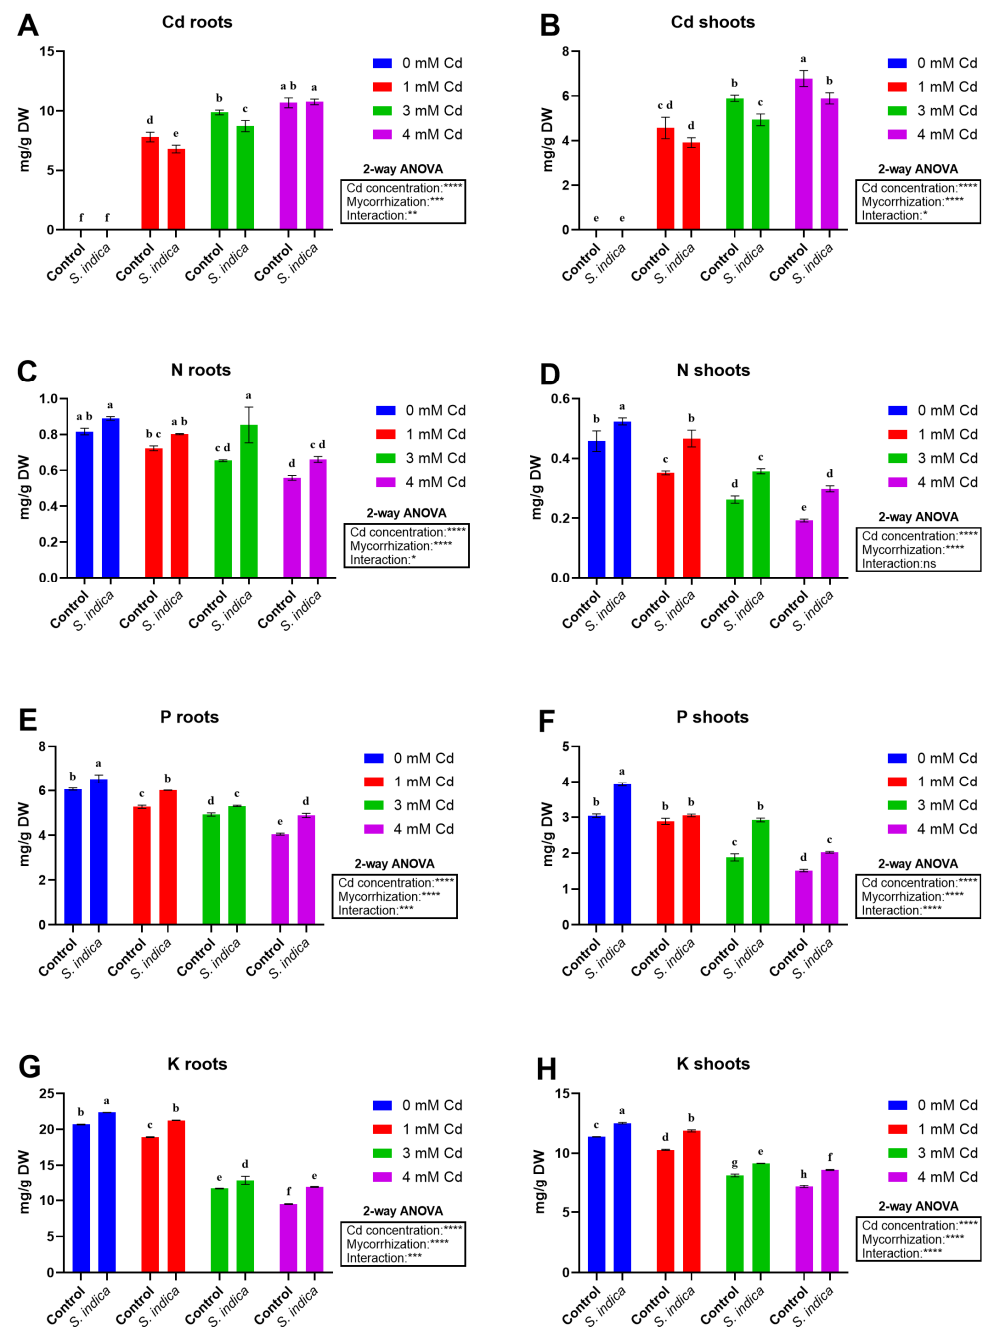 A
Cd roots
mg/g DW
15
10
5
0
f
f
d
e
b
c
a b
a
Control
S. indica
Control
S. indica
Control
S. indica
Control
S. indica
0 mM Cd
1 mM Cd
3 mM Cd
4 mM Cd
2-way ANOVA
Cd concentration:****
Mycorrhization:***
Interaction:**
B
Cd shoots
mg/g DW
8
6
4
2
0
e
e
c d
d
b
c
a
b
Control
S. indica
Control
S. indica
Control
S. indica
Control
S. indica
0 mM Cd
1 mM Cd
3 mM Cd
4 mM Cd
2-way ANOVA
Cd concentration:****
Mycorrhization:****
Interaction:*
C
N roots
mg/g DW
1.0
0.8
0.6
0.4
0.2
0.0
a b
a
b c
a b
c d
a
d
c d
Control
S. indica
Control
S. indica
Control
S. indica
Control
S. indica
0 mM Cd
1 mM Cd
3 mM Cd
4 mM Cd
2-way ANOVA
Cd concentration:****
Mycorrhization:****
Interaction:*
D
N shoots
mg/g DW
0.6
0.4
0.2
0.0
b
a
c
b
d
c
e
d
Control
S. indica
Control
S. indica
Control
S. indica
Control
S. indica
0 mM Cd
1 mM Cd
3 mM Cd
4 mM Cd
2-way ANOVA
Cd concentration:****
Mycorrhization:****
Interaction:ns
E
P roots
mg/g DW
8
6
4
2
0
b
a
c
b
d
c
e
d
Control
S. indica
Control
S. indica
Control
S. indica
Control
S. indica
0 mM Cd
1 mM Cd
3 mM Cd
4 mM Cd
2-way ANOVA
Cd concentration:****
Mycorrhization:****
Interaction:***
F
P shoots
mg/g DW
5
4
3
2
1
0
b
a
b
b
c
b
d
c
Control
S. indica
Control
S. indica
Control
S. indica
Control
S. indica
0 mM Cd
1 mM Cd
3 mM Cd
4 mM Cd
2-way ANOVA
Cd concentration:****
Mycorrhization:****
Interaction:****
G
K roots
mg/g DW
25
20
15
10
5
0
b
a
c
b
e
d
f
e
Control
S. indica
Control
S. indica
Control
S. indica
Control
S. indica
0 mM Cd
1 mM Cd
3 mM Cd
4 mM Cd
2-way ANOVA
Cd concentration:****
Mycorrhization:****
Interaction:***
H
K shoots
mg/g DW
15
10
5
0
c
a
d
b
g
e
h
f
Control
S. indica
Control
S. indica
Control
S. indica
Control
S. indica
0 mM Cd
1 mM Cd
3 mM Cd
4 mM Cd
2-way ANOVA
Cd concentration:****
Mycorrhization:****
Interaction:****